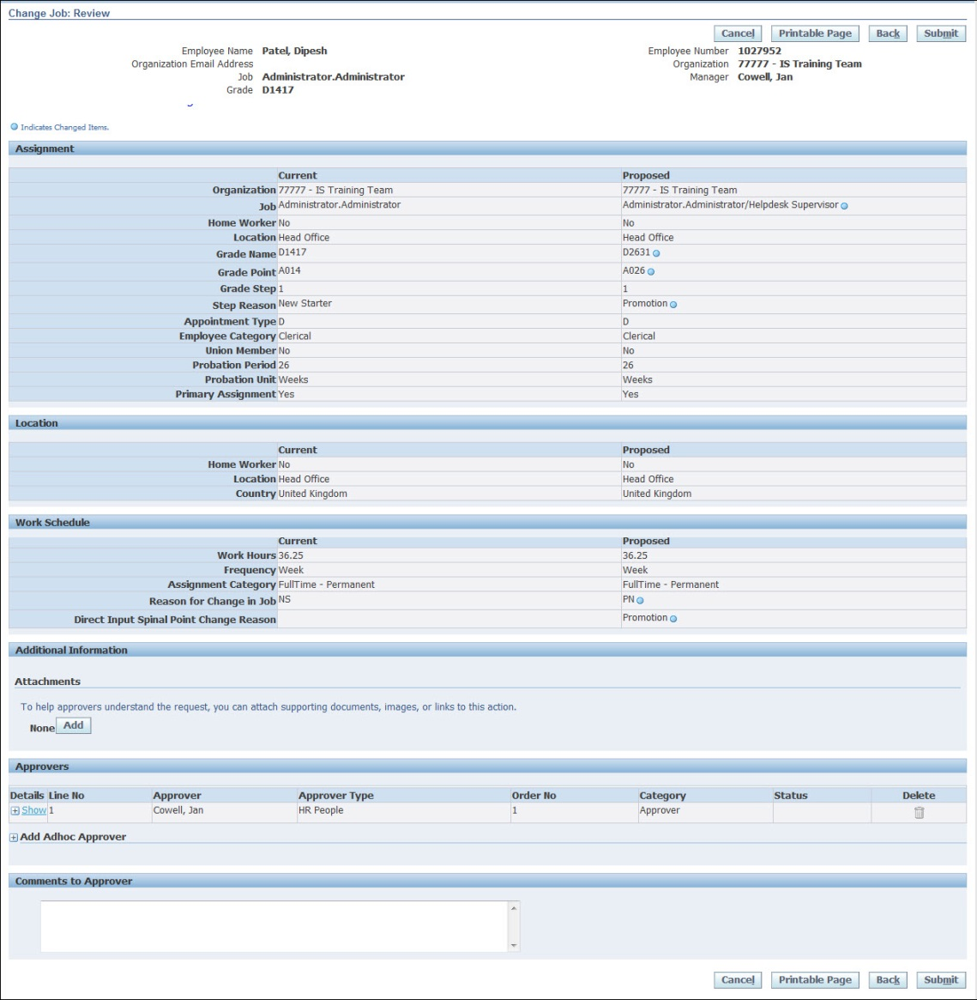 Change Job: Review
Cancel Printable Page Back Submit
Employee Name Patel, Dipesh Employee Number 1027952
Organization Email Address Organization 77777 - IS Training Team
Job Administrator.Administrator Manager Cowell, Jan
Grade D1417
Indicates Changed Items.
Assignment
Current Proposed
Organization 77777 - IS Training Team 77777 - IS Training Team
Job Administrator.Administrator Administrator.Administrator/Helpdesk Supervisor
Home Worker No No
Location Head Office Head Office
Grade Name D1417 D2631
Grade Point A014 A026
Grade Step 1 1
Step Reason New Starter Promotion
Appointment Type D D
Employee Category Clerical Clerical
Union Member No No
Probation Period 26 26
Probation Unit Weeks Weeks
Primary Assignment Yes Yes
Location
Current Proposed
Home Worker No No
Location Head Office Head Office
Country United Kingdom United Kingdom
Work Schedule
Current Proposed
Work Hours 36.25 36.25
Frequency Week Week
Assignment Category FullTime - Permanent FullTime - Permanent
Reason for Change in Job NS PN
Direct Input Spinal Point Change Reason Promotion
Additional Information
Attachments
To help approvers understand the request, you can attach supporting documents, images, or links to this action.
None Add
Approvers
Details Line No Approver Approver Type Order No Category Status Delete
Show 1 Cowell, Jan HR People 1 Approver
Add Adhoc Approver
Comments to Approver
Cancel Printable Page Back Submit